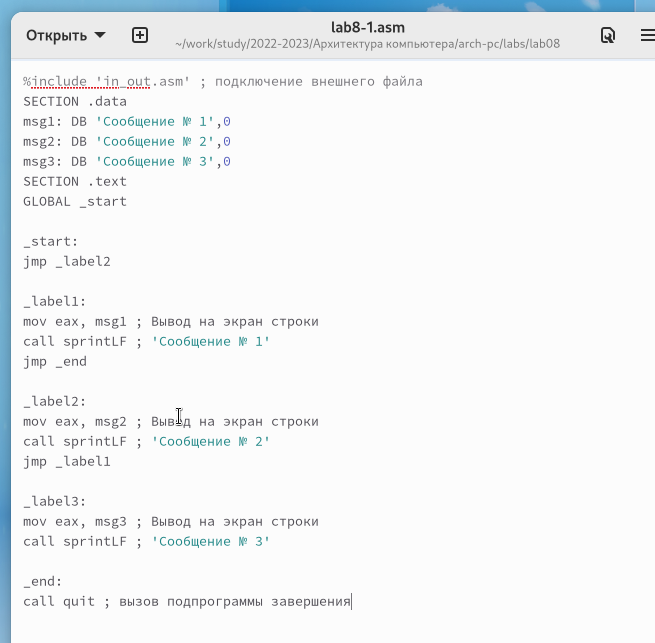 Открыть
lab8-1.asm
~/work/study/2022-2023/Архитектура компьютера/arch-pc/labs/lab08
%include 'in_out.asm' ; подключение внешнего файла
SECTION .data
msg1: DB 'Сообщение № 1',0
msg2: DB 'Сообщение № 2',0
msg3: DB 'Сообщение № 3',0
SECTION .text
GLOBAL _start
_start:
jmp _label2
_label1:
mov eax, msg1 ; Вывод на экран строки
call sprintLF ; 'Сообщение № 1'
jmp _end
_label2:
mov eax, msg2 ; Вывод на экран строки
call sprintLF ; 'Сообщение № 2'
jmp _label1
_label3:
mov eax, msg3 ; Вывод на экран строки
call sprintLF ; 'Сообщение № 3'
_end:
call quit ; вызов подпрограммы завершения